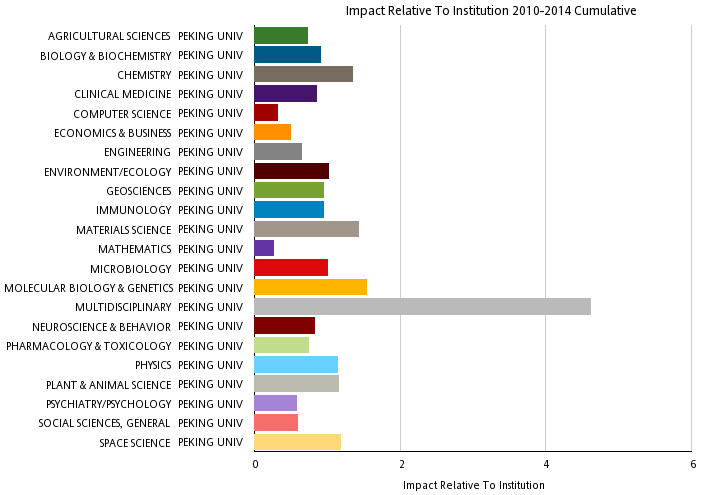 Impact Relative To Institution 2010-2014 Cumulative
AGRICULTURAL SCIENCES PEKING UNIV
BIOLOGY & BIOCHEMISTRY PEKING UNIV
CHEMISTRY PEKING UNIV
CLINICAL MEDICINE PEKING UNIV
COMPUTER SCIENCE PEKING UNIV
ECONOMICS & BUSINESS PEKING UNIV
ENGINEERING PEKING UNIV
ENVIRONMENT/ECOLOGY PEKING UNIV
GEOSCIENCES PEKING UNIV
IMMUNOLOGY PEKING UNIV
MATERIALS SCIENCE PEKING UNIV
MATHEMATICS PEKING UNIV
MICROBIOLOGY PEKING UNIV
MOLECULAR BIOLOGY & GENETICS PEKING UNIV
MULTIDISCIPLINARY PEKING UNIV
NEUROSCIENCE & BEHAVIOR PEKING UNIV
PHARMACOLOGY & TOXICOLOGY PEKING UNIV
PHYSICS PEKING UNIV
PLANT & ANIMAL SCIENCE PEKING UNIV
PSYCHIATRY/PSYCHOLOGY PEKING UNIV
SOCIAL SCIENCES, GENERAL PEKING UNIV
SPACE SCIENCE PEKING UNIV
0 2 4 6
Impact Relative To Institution